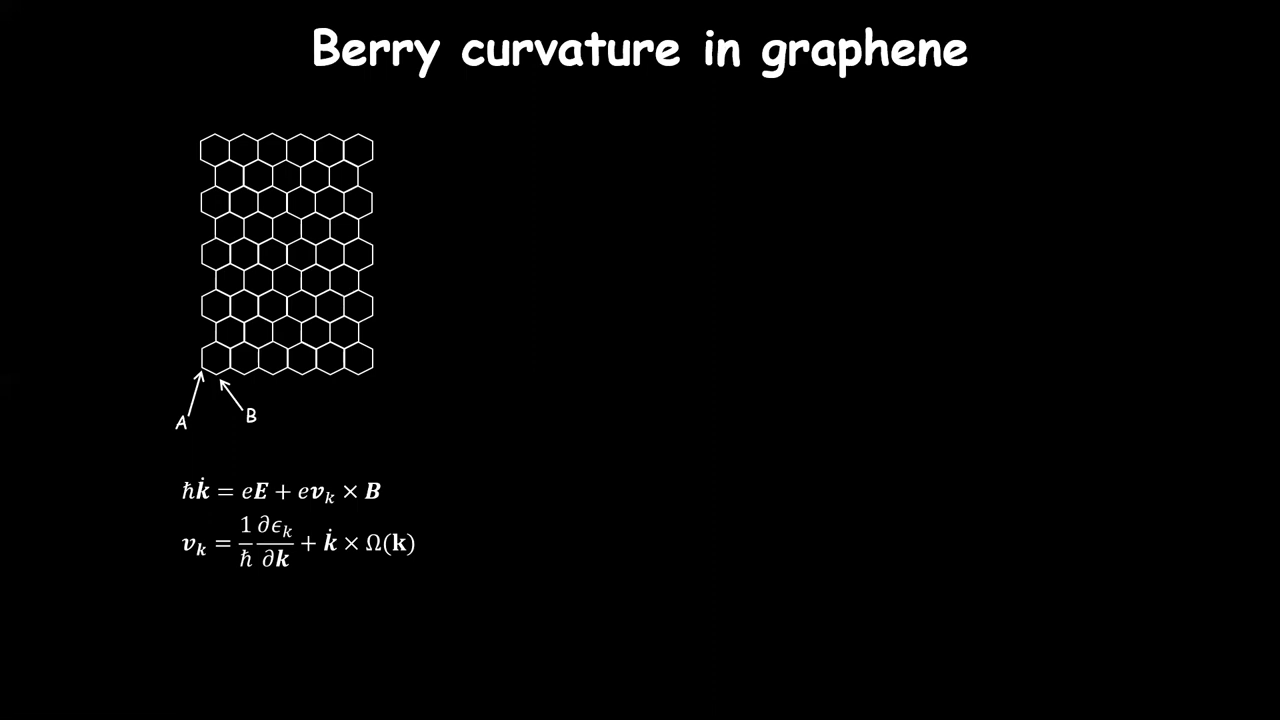 Berry curvature in graphene
A
B
ℏk̇ = eE + ev_k × B
v_k = (1/ℏ) (∂ϵ_k/∂k) + k̇ × Ω(k)